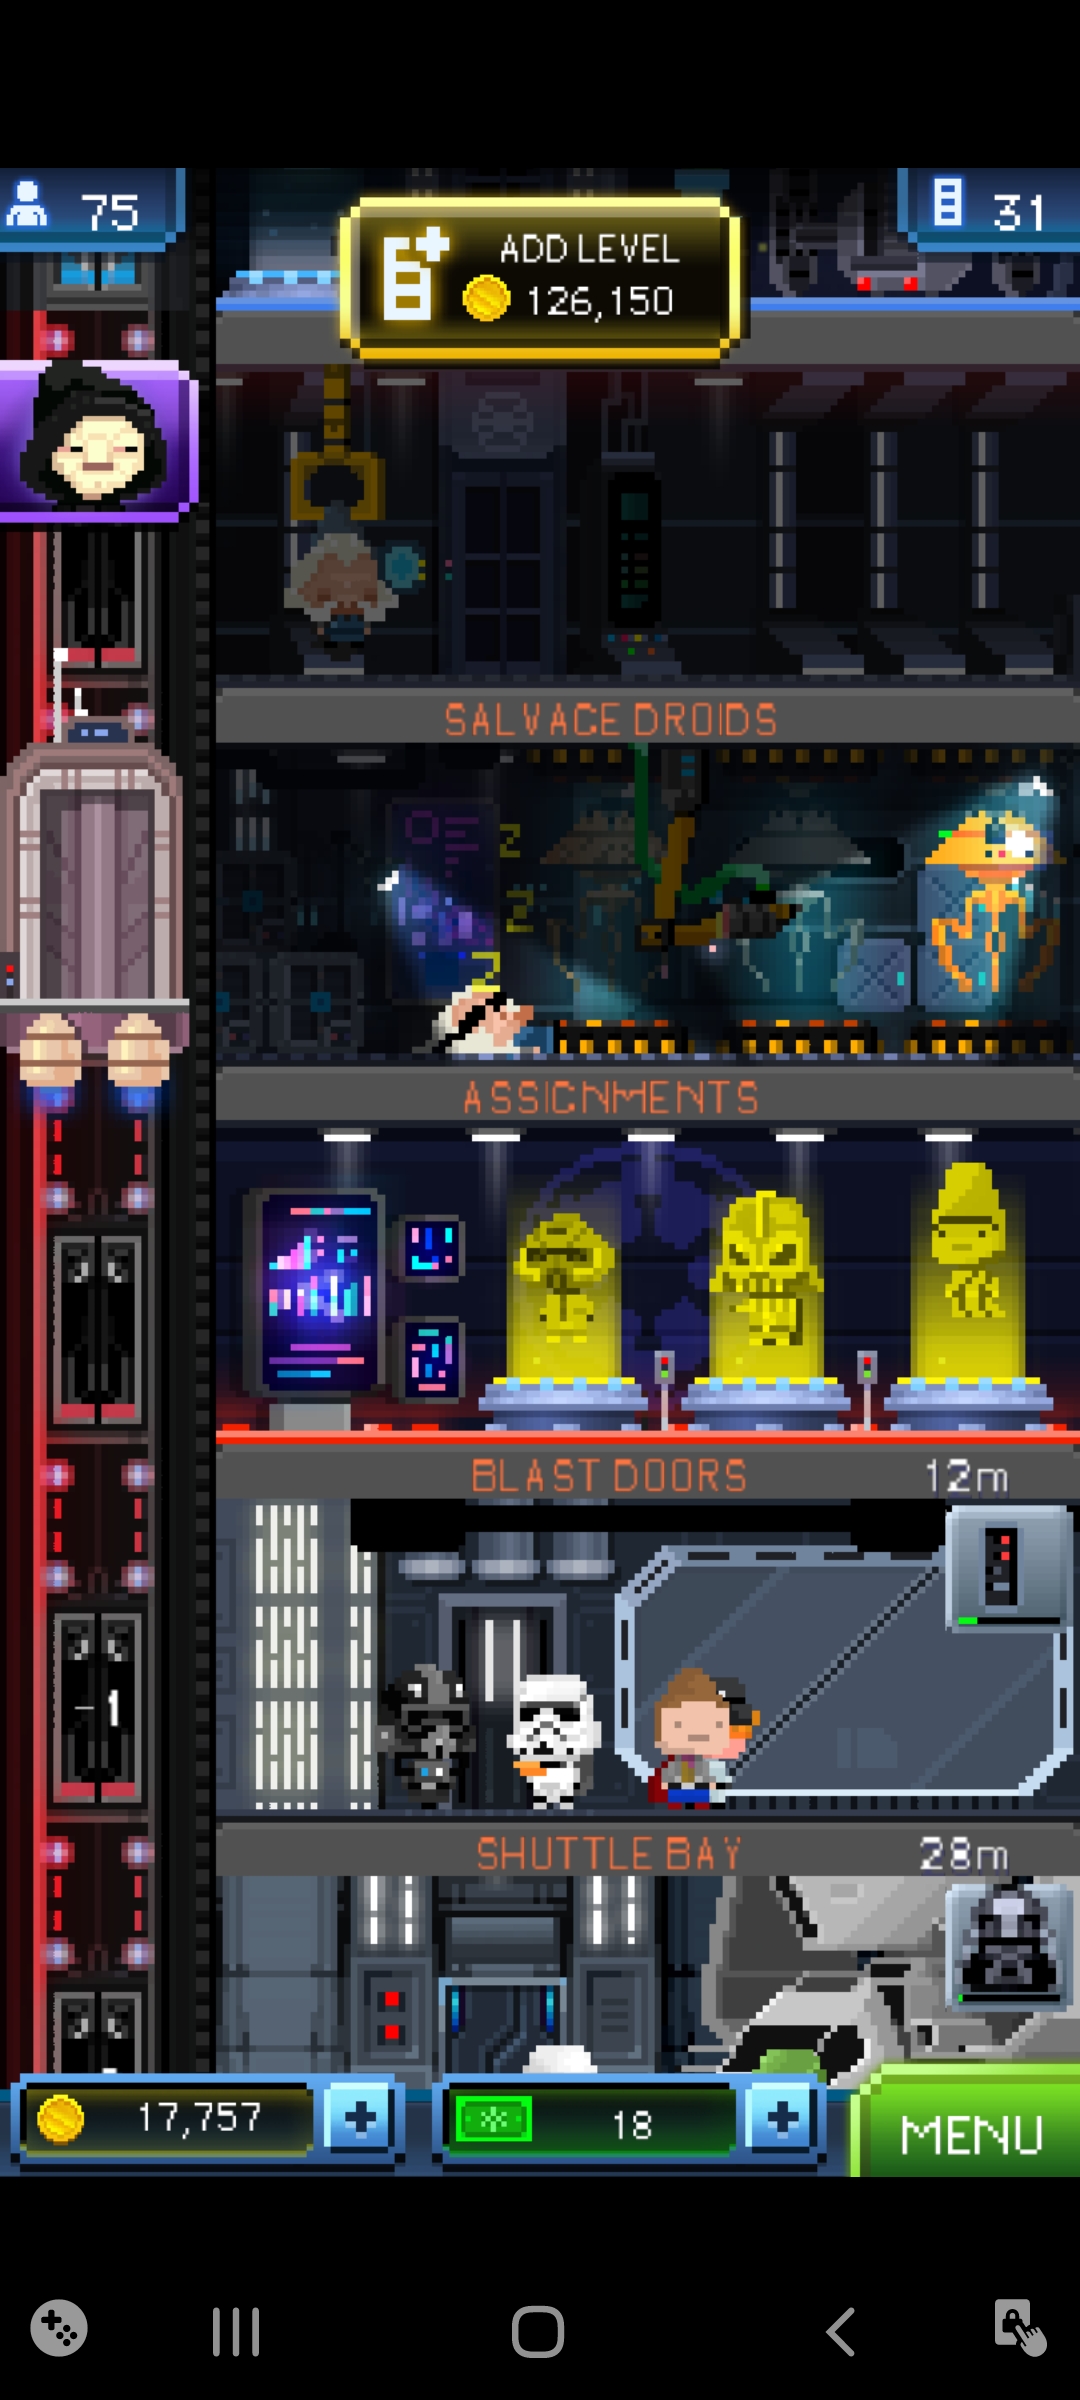 75
31
ADD LEVEL
126,150
SALVAGE DROIDS
Z
Z
Z
ASSIGNMENTS
BLAST DOORS 12m
-1
SHUTTLE BAY 28m
17,757
18
MENU